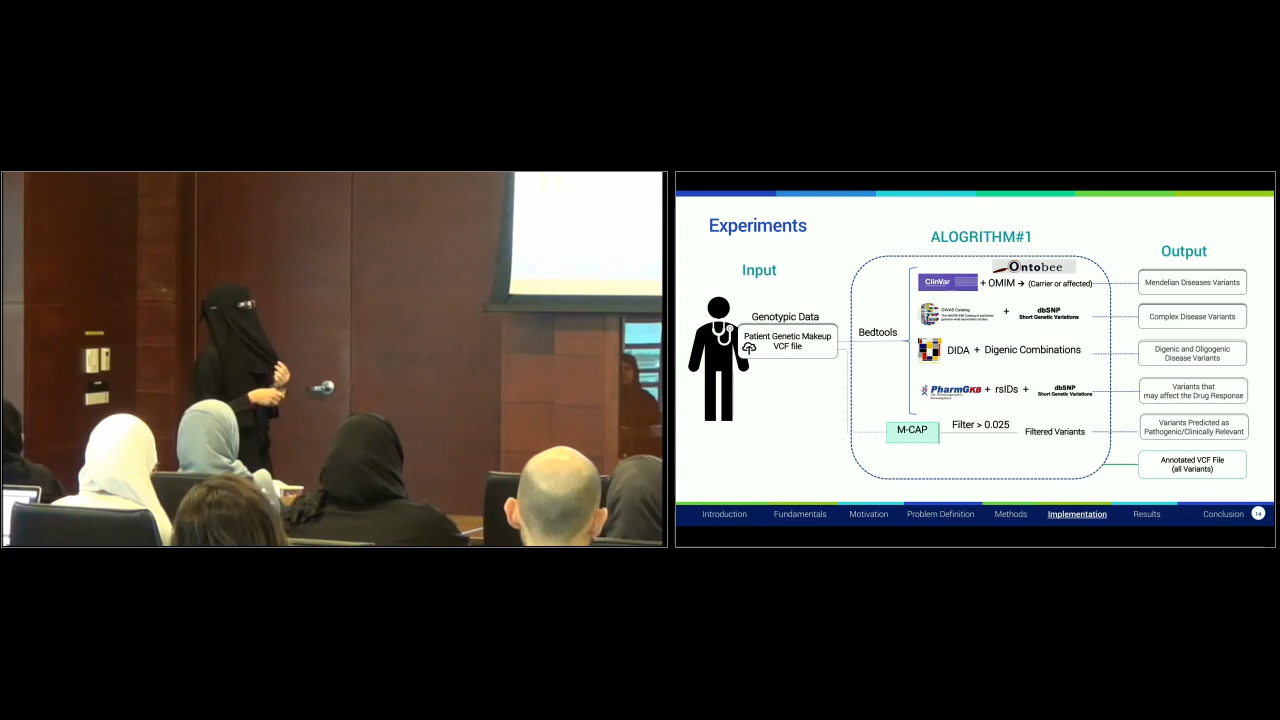 Experiments
ALOGRITHM#1
Output
Input
Ontobee
ClinVar
+ OMIM → (Carrier or affected)
Mendelian Diseases Variants
Genotypic Data
Patient Genetic Makeup
VCF file
Bedtools
GWAS Catalog
+
dbSNP
Short Genetic Variations
Complex Disease Variants
DIDA + Digenic Combinations
Digenic and Oligogenic
Disease Variants
PharmGKB + rsIDs +
dbSNP
Short Genetic Variations
Variants that
may affect the Drug Response
M-CAP
Filter > 0.025
Filtered Variants
Variants Predicted as
Pathogenic/Clinically Relevant
Annotated VCF File
(all Variants)
Introduction Fundamentals Motivation Problem Definition Methods Implementation Results Conclusion 14